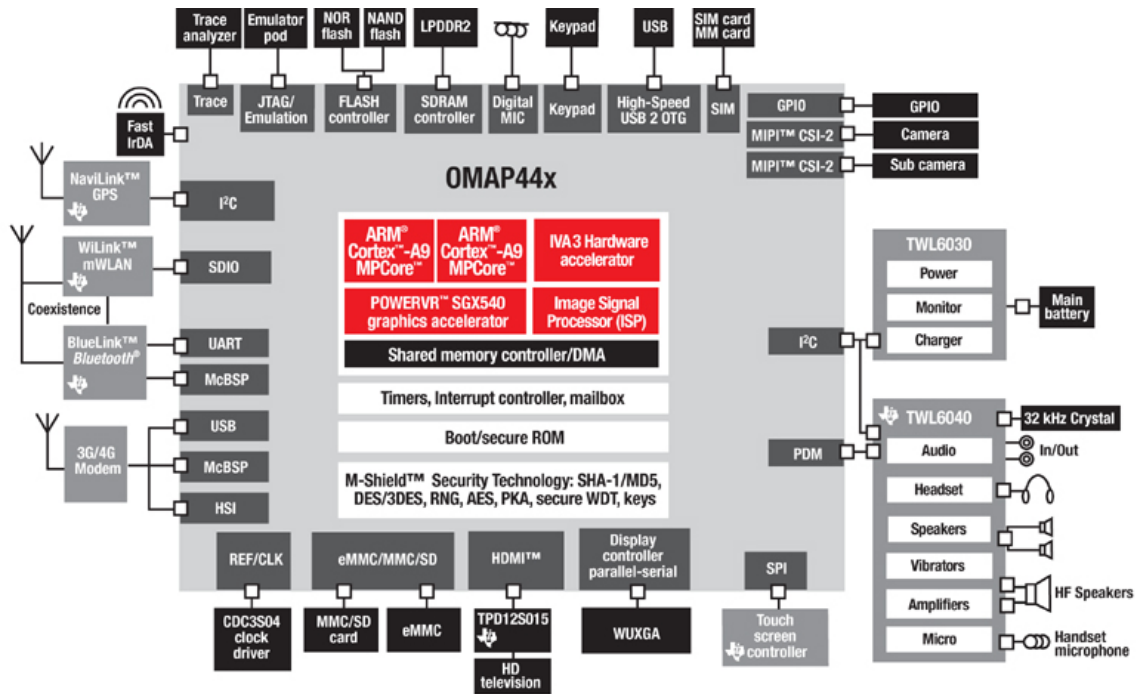 Trace
analyzer
Emulator
pod
NOR
flash
NAND
flash
LPDDR2
Keypad
USB
SIM card
MM card
Trace
JTAG/
Emulation
FLASH
controller
SDRAM
controller
Digital
MIC
Keypad
High-Speed
USB 2 OTG
SIM
GPIO
GPIO
MIPI™ CSI-2
Camera
MIPI™ CSI-2
Sub camera
Fast
IrDA
OMAP44x
NaviLink™
GPS
I²C
WiLink™
mWLAN
SDIO
Coexistence
BlueLink™
Bluetooth®
UART
McBSP
3G/4G
Modem
USB
McBSP
HSI
ARM®
Cortex™-A9
MPCore™
ARM®
Cortex™-A9
MPCore™
IVA3 Hardware
accelerator
POWERVR™ SGX540
graphics accelerator
Image Signal
Processor (ISP)
Shared memory controller/DMA
Timers, Interrupt controller, mailbox
Boot/secure ROM
M-Shield™ Security Technology: SHA-1/MD5,
DES/3DES, RNG, AES, PKA, secure WDT, keys
I²C
PDM
TWL6030
Power
Monitor
Charger
Main
battery
TWL6040
32 kHz Crystal
Audio
In/Out
Headset
Speakers
Vibrators
Amplifiers
HF Speakers
Micro
Handset
microphone
REF/CLK
eMMC/MMC/SD
HDMI™
Display
controller
parallel-serial
SPI
CDC3S04
clock
driver
MMC/SD
card
eMMC
TPD12S015
HD
television
WUXGA
Touch
screen
controller